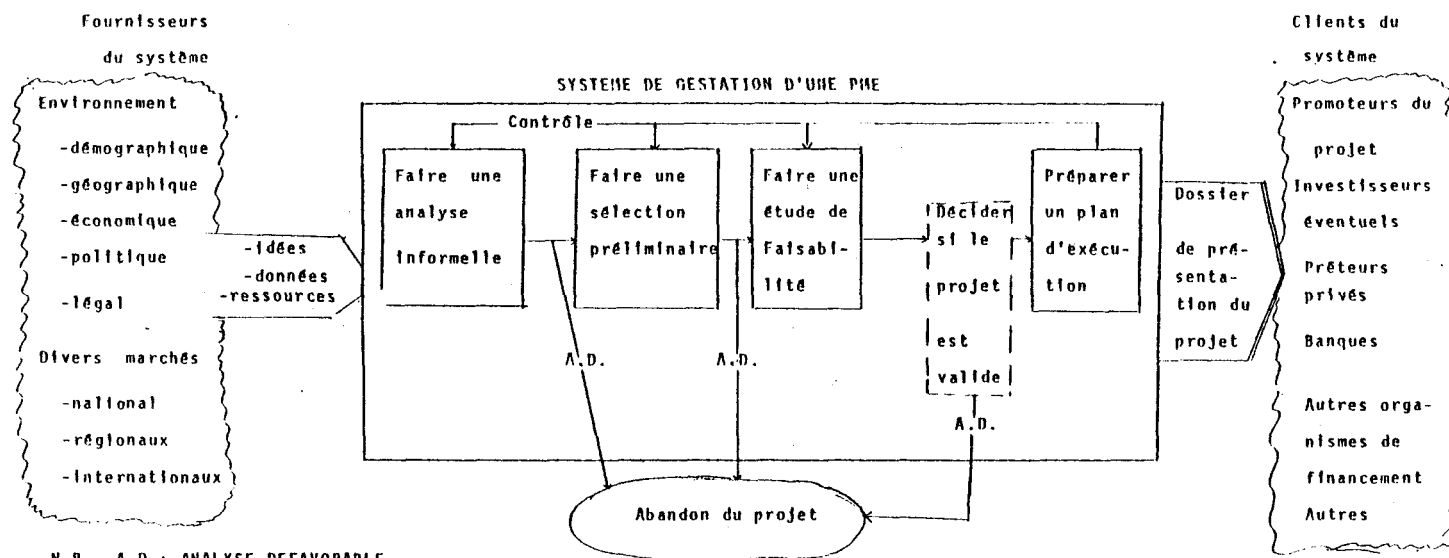 Fournisseurs
du système
Environnement
-démographique
-géographique
-économique
-politique
-légal
Divers marchés
-national
-régionaux
-internationaux
-idées
-données
-ressources
SYSTEME DE GESTATION D'UNE PME
Contrôle
Faire une
analyse
informelle
Faire une
sélection
préliminaire
Faire une
étude de
Faisabi-
lité
Décider
si le
projet
est
valide
Préparer
un plan
d'exécu-
tion
A.D.
A.D.
A.D.
Abandon du projet
Dossier
de pré-
senta-
tion du
projet
Clients du
système
Promoteurs du
projet
Investisseurs
éventuels
Prêteurs
privés
Banques
Autres orga-
nismes de
financement
Autres
N.B. A.D.: ANALYSE DEFAVORABLE